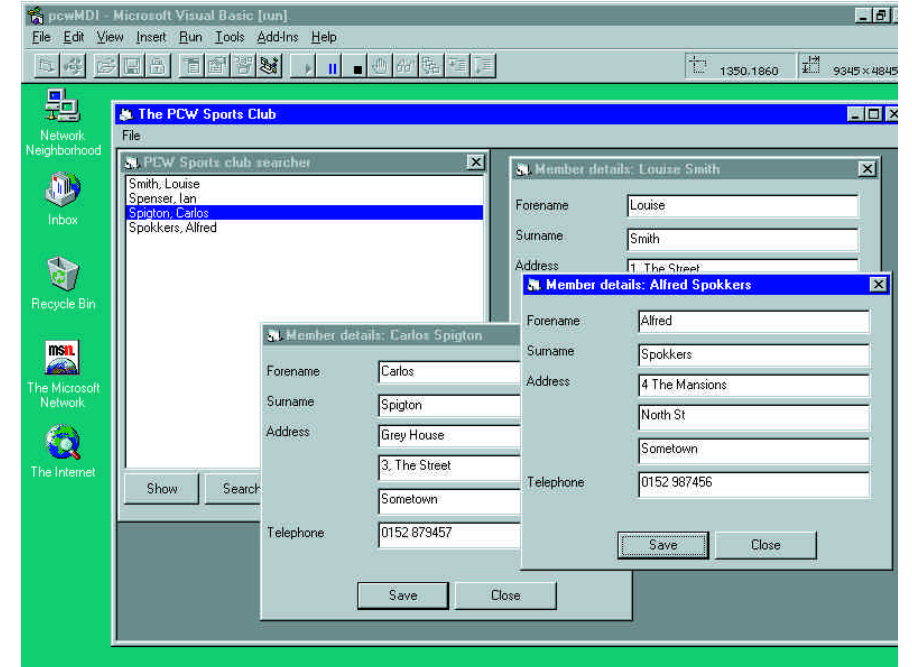 pcwMDI - Microsoft Visual Basic [run]
File Edit View Insert Run Tools Add-Ins Help
1350,1860 9345×4845
Network
Neighborhood
Inbox
Recycle Bin
msn.
The Microsoft
Network
The Internet
The PCW Sports Club
File
PCW Sports club searcher
Smith, Louise
Spenser, Ian
Spigton, Carlos
Spokkers, Alfred
Show Search
Member details: Louise Smith
Forename Louise
Surname Smith
Address 1, The Street
Member details: Carlos Spigton
Forename Carlos
Surname Spigton
Address Grey House
3, The Street
Sometown
Telephone 0152 879457
Save Close
Member details: Alfred Spokkers
Forename Alfred
Surname Spokkers
Address 4 The Mansions
North St
Sometown
Telephone 0152 987456
Save Close